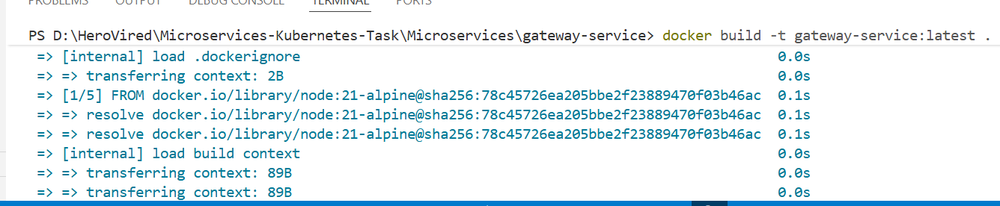 PROBLEMS OUTPUT DEBUG CONSOLE TERMINAL PORTS
PS D:\HeroVired\Microservices-Kubernetes-Task\Microservices\gateway-service> docker build -t gateway-service:latest .
=> [internal] load .dockerignore 0.0s
=> => transferring context: 2B 0.0s
=> [1/5] FROM docker.io/library/node:21-alpine@sha256:78c45726ea205bbe2f23889470f03b46ac 0.1s
=> => resolve docker.io/library/node:21-alpine@sha256:78c45726ea205bbe2f23889470f03b46ac 0.1s
=> => resolve docker.io/library/node:21-alpine@sha256:78c45726ea205bbe2f23889470f03b46ac 0.1s
=> [internal] load build context 0.0s
=> => transferring context: 89B 0.0s
=> => transferring context: 89B 0.0s